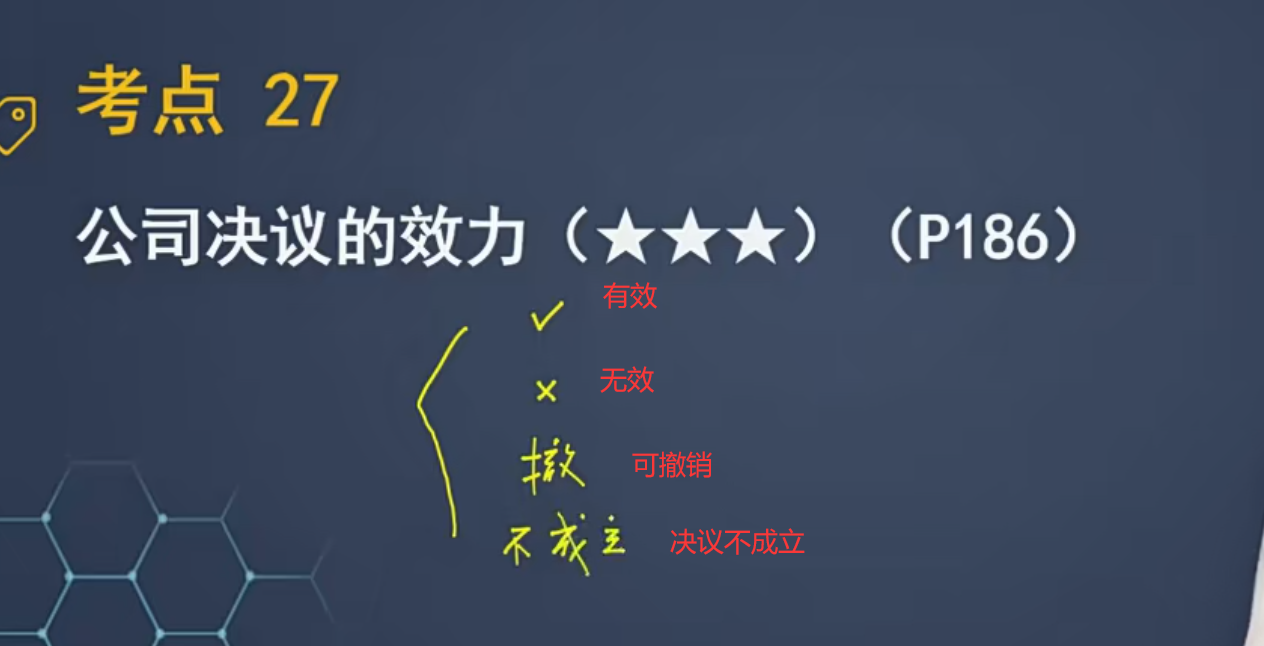 考点 27
公司决议的效力（★★★）（P186）
✓ 有效
× 无效
撤 可撤销
不成立 决议不成立